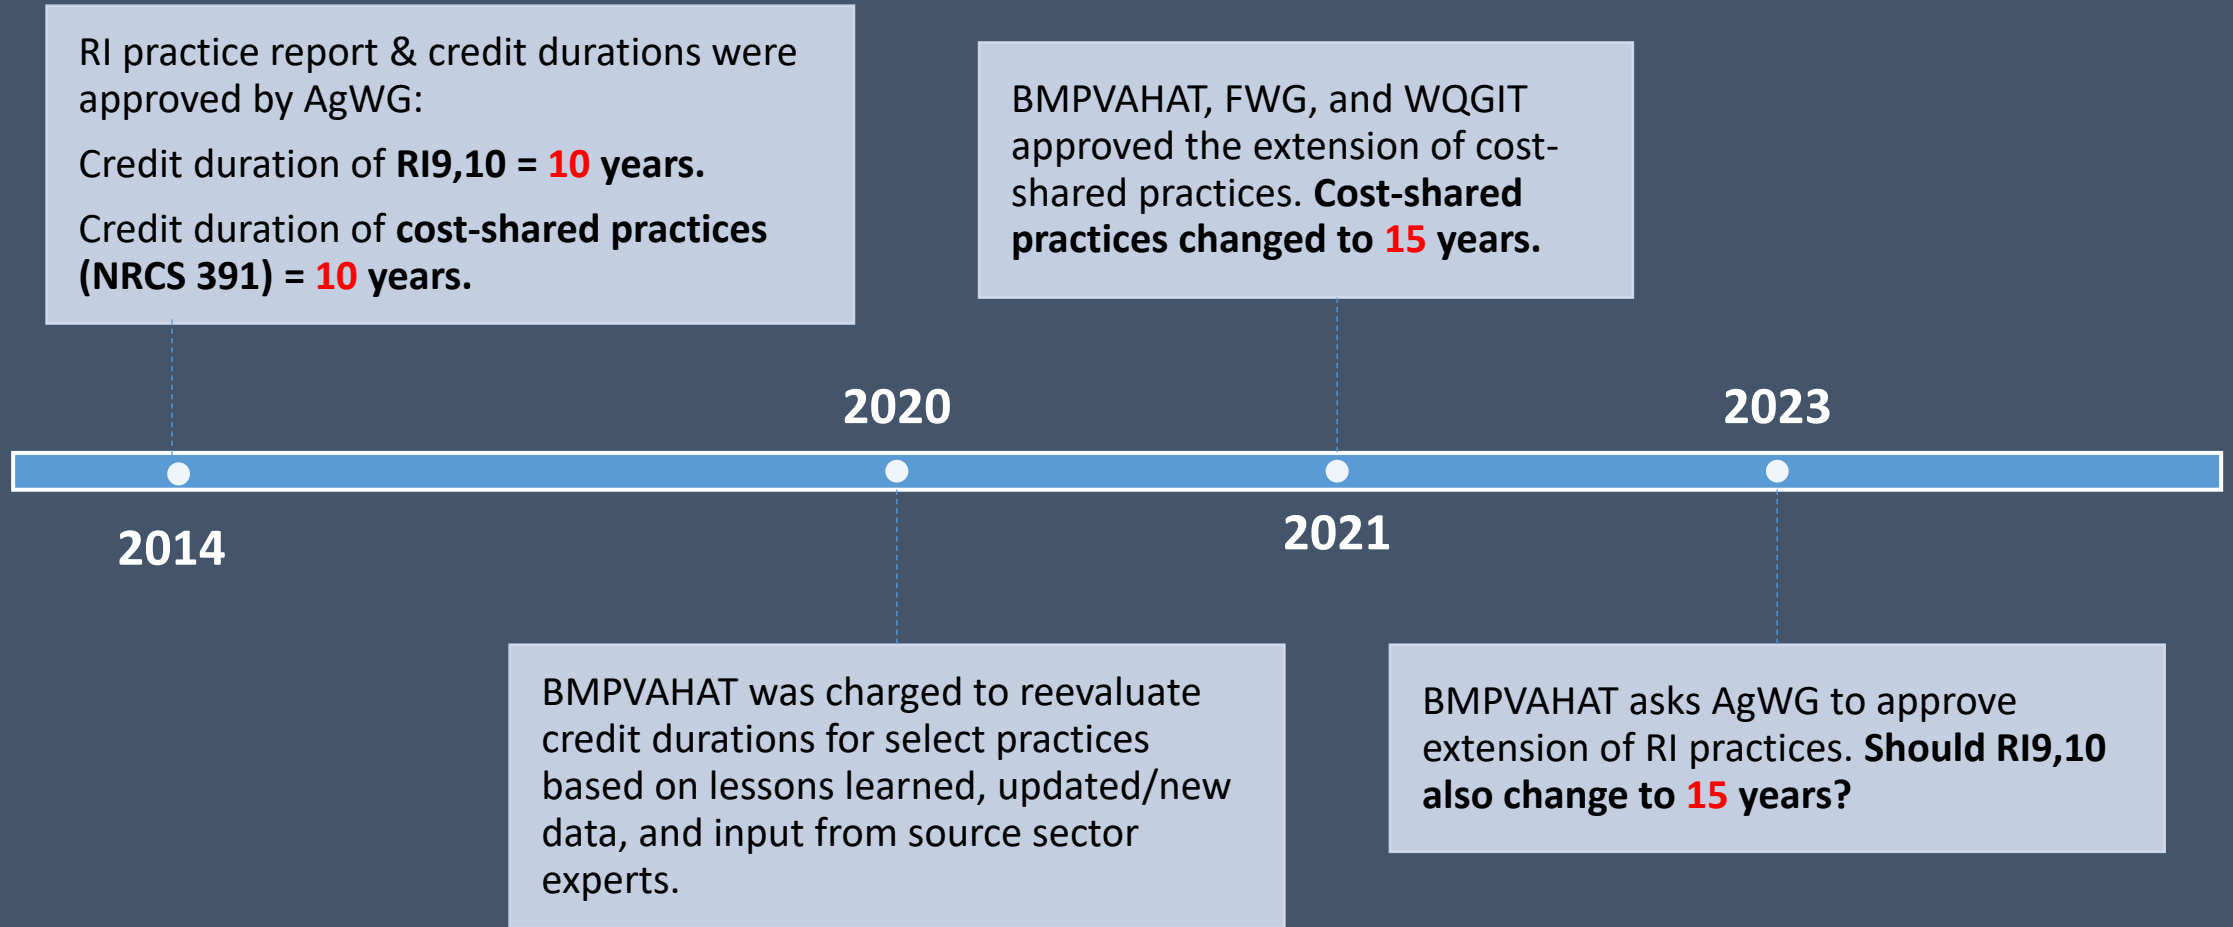 RI practice report & credit durations were
approved by AgWG:
Credit duration of RI9,10 = 10 years.
Credit duration of cost-shared practices
(NRCS 391) = 10 years.
BMPVAHAT, FWG, and WQGIT
approved the extension of cost-
shared practices. Cost-shared
practices changed to 15 years.
2020
2023
2014
2021
BMPVAHAT was charged to reevaluate
credit durations for select practices
based on lessons learned, updated/new
data, and input from source sector
experts.
BMPVAHAT asks AgWG to approve
extension of RI practices. Should RI9,10
also change to 15 years?